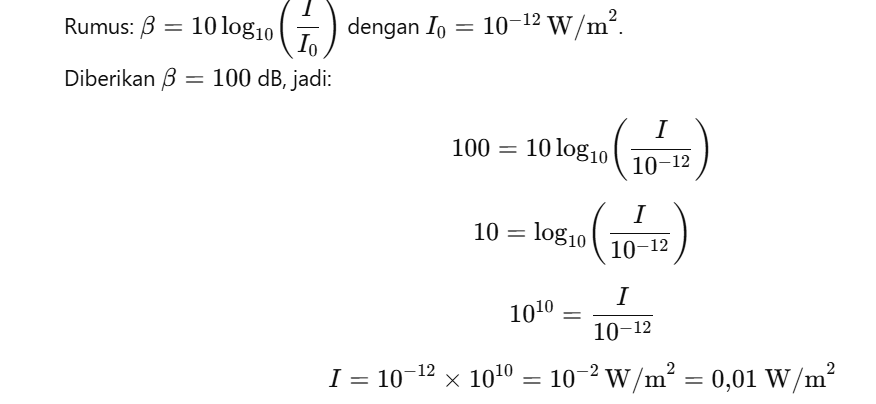 Rumus: β = 10 log₁₀(I/I₀) dengan I₀ = 10⁻¹² W/m².
Diberikan β = 100 dB, jadi:
100 = 10 log₁₀(I/10⁻¹²)
10 = log₁₀(I/10⁻¹²)
10¹⁰ = I/10⁻¹²
I = 10⁻¹² × 10¹⁰ = 10⁻² W/m² = 0,01 W/m²